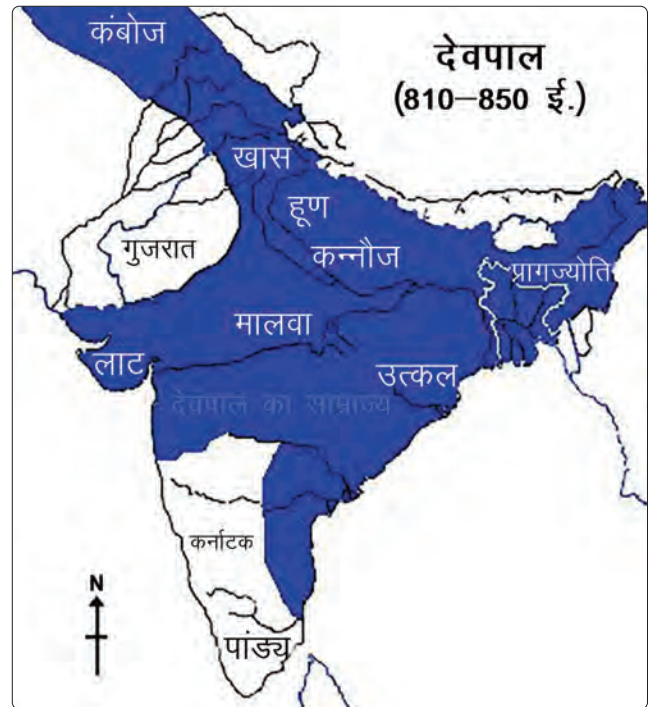 कंबोज
देवपाल
(810–850 ई.)
खास
हूण
गुजरात
कन्नौज
प्रागज्योति
मालवा
लाट
उत्कल
देवपाल का साम्राज्य
कर्नाटक
N
पांड्य